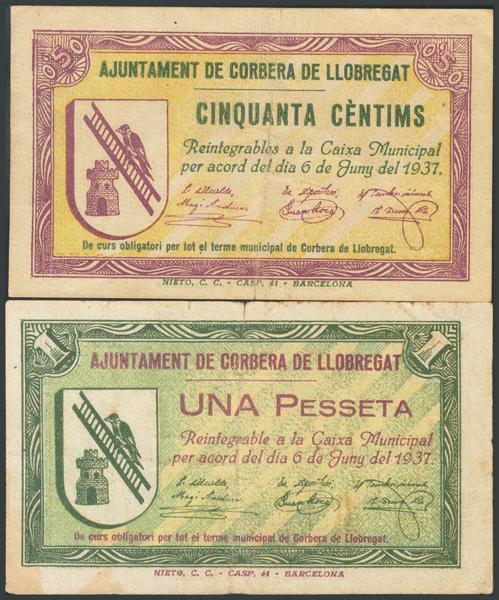 50 50
AJUNTAMENT DE CORBERA DE LLOBREGAT
CINQUANTA CÈNTIMS
Reintegrables a la Caixa Municipal
per acord del dia 6 de Juny del 1937.
De curs obligatori per tot el terme municipal de Corbera de Llobregat.
NIETO, C. C. - CASP, 41 - BARCELONA
1 1
AJUNTAMENT DE CORBERA DE LLOBREGAT
UNA PESSETA
Reintegrable a la Caixa Municipal
per acord del dia 6 de Juny del 1937.
De curs obligatori per tot el terme municipal de Corbera de Llobregat.
NIETO, C. C. - CASP, 41 - BARCELONA